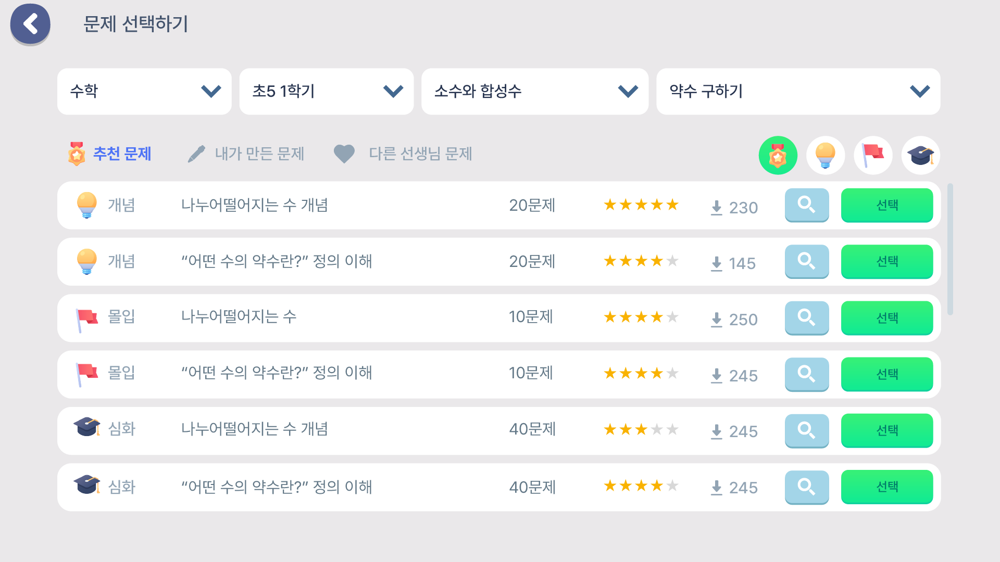 문제 선택하기
수학 초5 1학기 소수와 합성수 약수 구하기
추천 문제 내가 만든 문제 다른 선생님 문제
개념 나누어떨어지는 수 개념 20문제 230 선택
개념 “어떤 수의 약수란?” 정의 이해 20문제 145 선택
몰입 나누어떨어지는 수 10문제 250 선택
몰입 “어떤 수의 약수란?” 정의 이해 10문제 245 선택
심화 나누어떨어지는 수 개념 40문제 245 선택
심화 “어떤 수의 약수란?” 정의 이해 40문제 245 선택